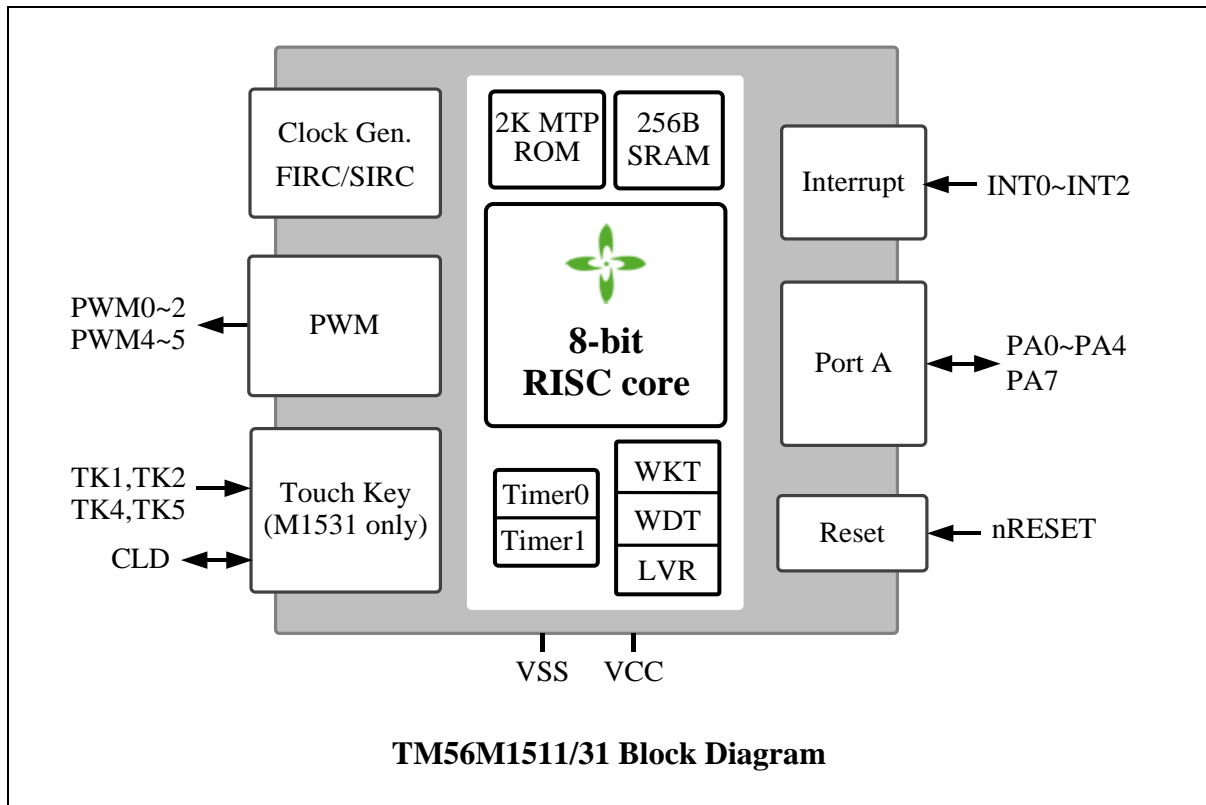 Clock Gen.
FIRC/SIRC
2K MTP
ROM
256B
SRAM
Interrupt
INT0~INT2
PWM0~2
PWM4~5
PWM
8-bit
RISC core
Port A
PA0~PA4
PA7
TK1,TK2
TK4,TK5
CLD
Touch Key
(M1531 only)
Timer0
Timer1
WKT
WDT
LVR
Reset
nRESET
VSS
VCC
TM56M1511/31 Block Diagram